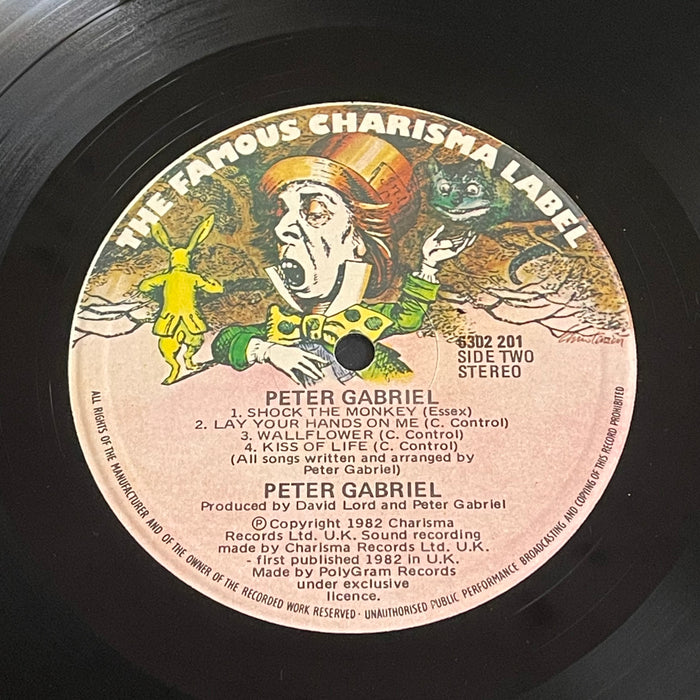 THE FAMOUS CHARISMA LABEL
6302 201
SIDE TWO
STEREO
PETER GABRIEL
1. SHOCK THE MONKEY (Essex)
2. LAY YOUR HANDS ON ME (C. Control)
3. WALLFLOWER (C. Control)
4. KISS OF LIFE (C. Control)
(All songs written and arranged by
Peter Gabriel)
PETER GABRIEL
Produced by David Lord and Peter Gabriel
Ⓟ Copyright 1982 Charisma
Records Ltd. U.K. Sound recording
made by Charisma Records Ltd. U.K.
- first published 1982 in U.K.
Made by PolyGram Records
under exclusive
licence.
ALL RIGHTS OF THE MANUFACTURER AND OF THE OWNER OF THE RECORDED WORK RESERVED · UNAUTHORISED PUBLIC PERFORMANCE BROADCASTING AND COPYING OF THIS RECORD PROHIBITED